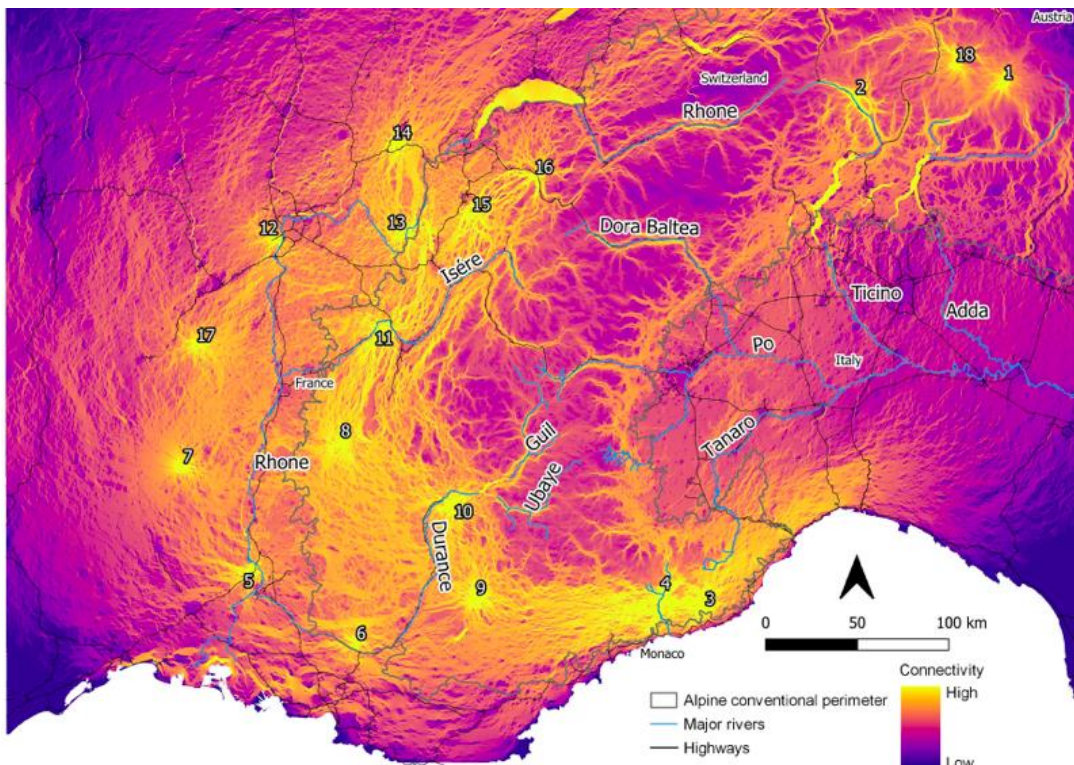 Austria
18
1
Switzerland
2
Rhone
14
16
15
13
12
Dora Baltea
Isére
Ticino
Adda
17
11
Po
Italy
France
8
Guil
Tanaro
7
Rhone
Ubaye
10
Durance
5
9
4
3
6
Monaco
0 50 100 km
Connectivity
High
Low
Alpine conventional perimeter
Major rivers
Highways